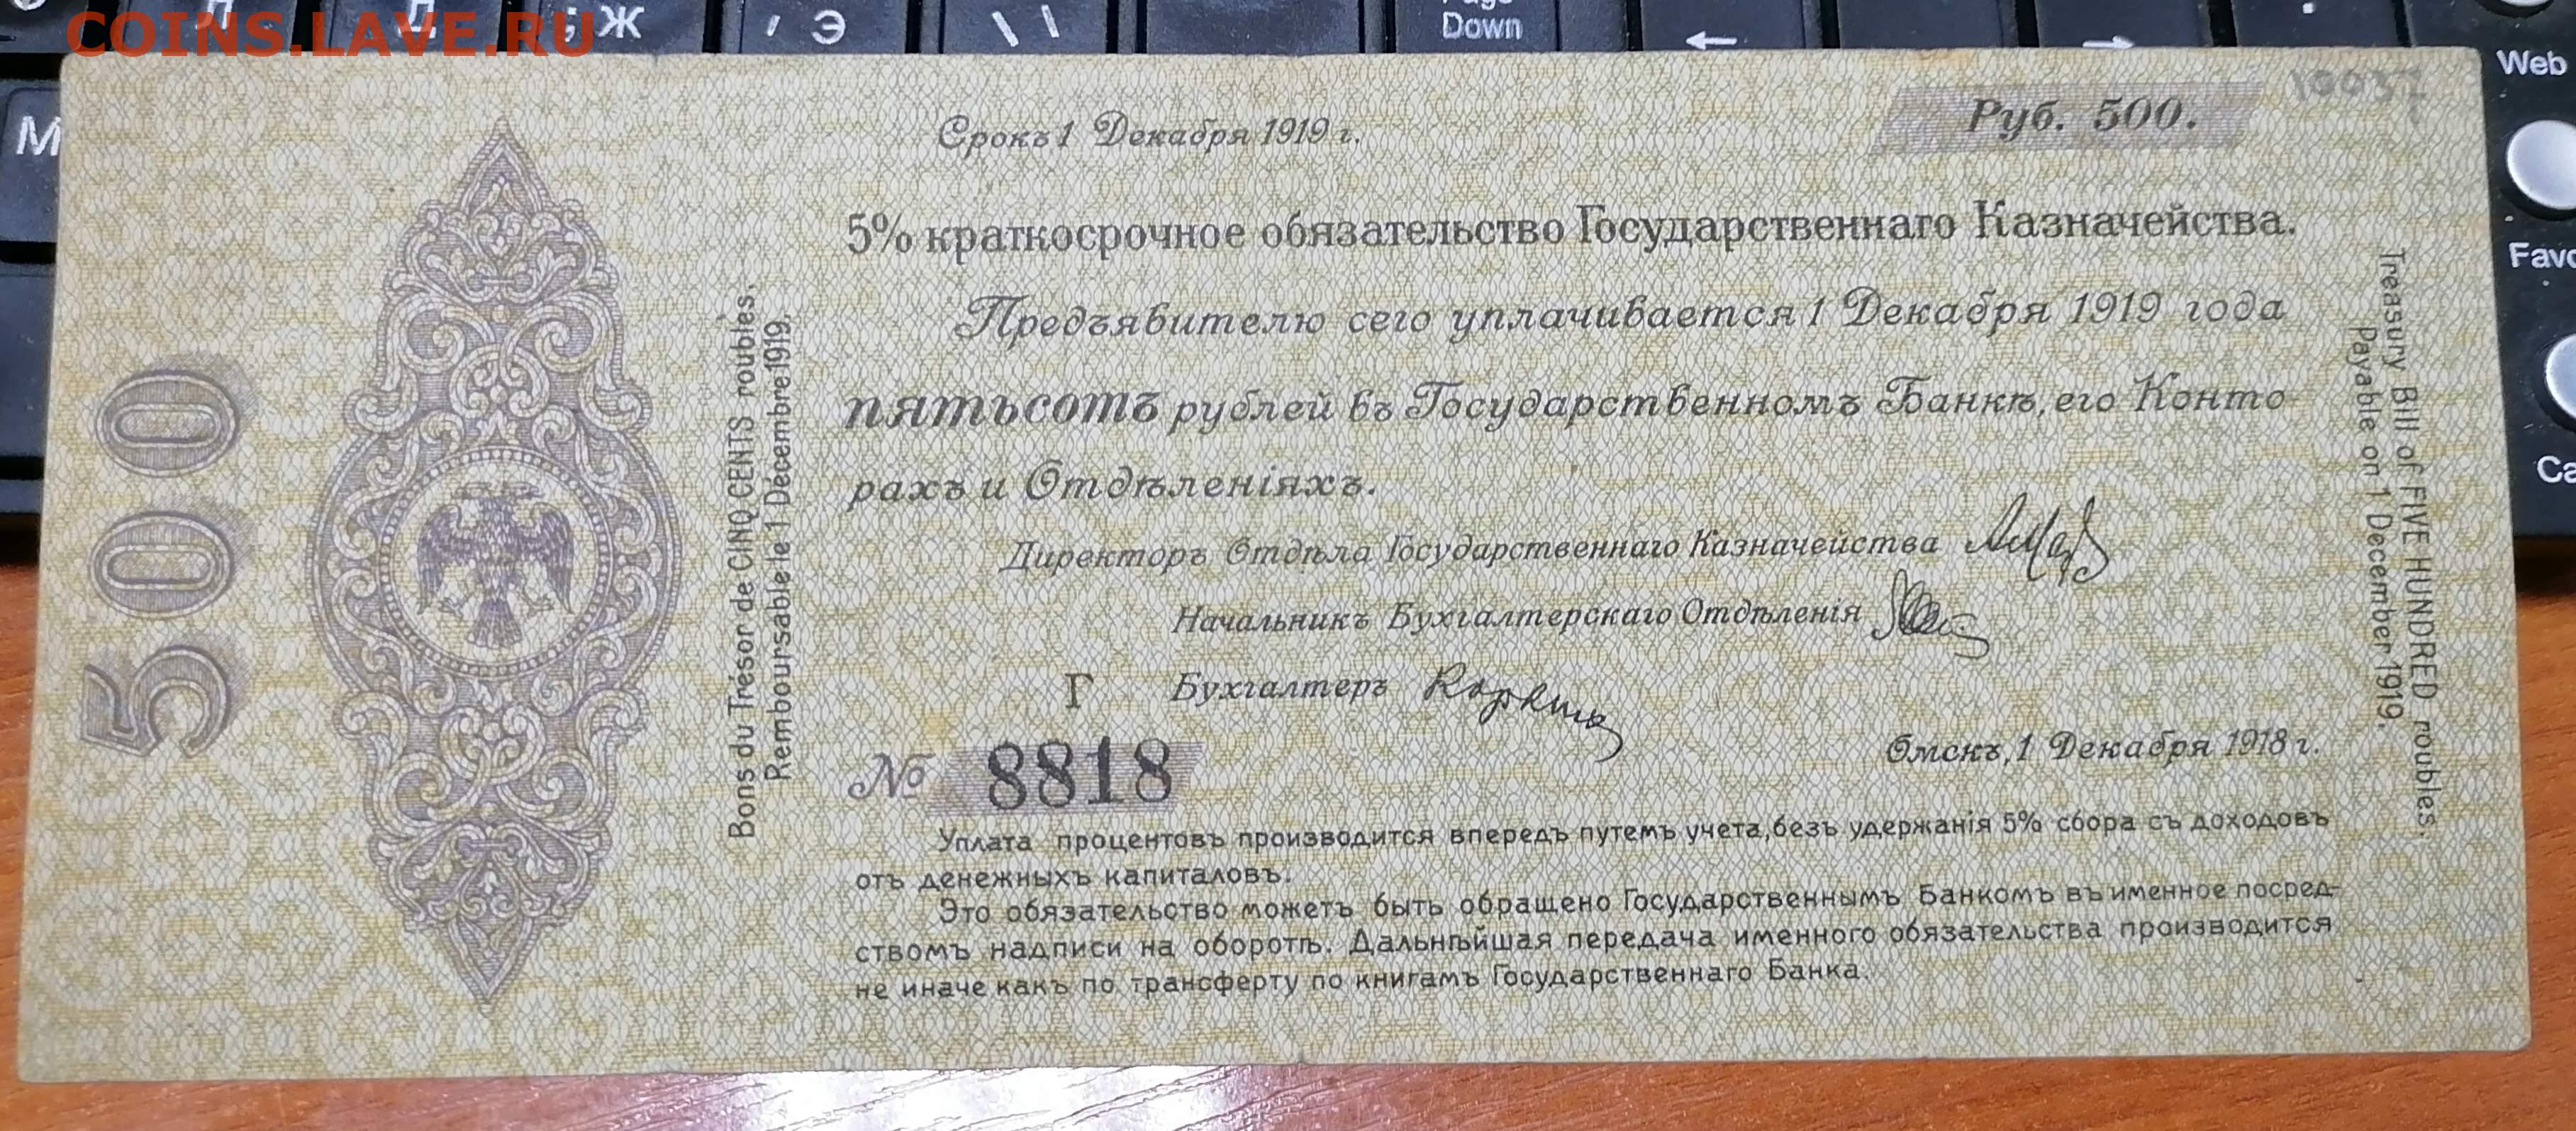 COINS.LAVE.RU
; Ж
Э
Down
Web
М
10037
Срокъ 1 Декабря 1919 г.
Руб. 500.
5% краткосрочное обязательство Государственнаго Казначейства.
Предъявителю сего уплачивается 1 Декабря 1919 года
пятьсотъ рублей въ Государственномъ Банкѣ, его Конто
рахъ и Отдѣленіяхъ.
Директоръ Отдѣла Государственнаго Казначейства
Начальникъ Бухгалтерскаго Отдѣленія
Г Бухгалтеръ
№ 8818
Омскъ, 1 Декабря 1918 г.
Уплата процентовъ производится впередъ путемъ учета, безъ удержанія 5% сбора съ доходовъ
отъ денежныхъ капиталовъ.
Это обязательство можетъ быть обращено Государственнымъ Банкомъ въ именное посред-
ствомъ надписи на оборотѣ. Дальнѣйшая передача именного обязательства производится
не иначе какъ по трансферту по книгамъ Государственнаго Банка.
500
Bons du Trésor de CINQ CENTS roubles.
Remboursable le 1 Décembre 1919.
Treasury Bill of FIVE HUNDRED roubles.
Payable on 1 December 1919.